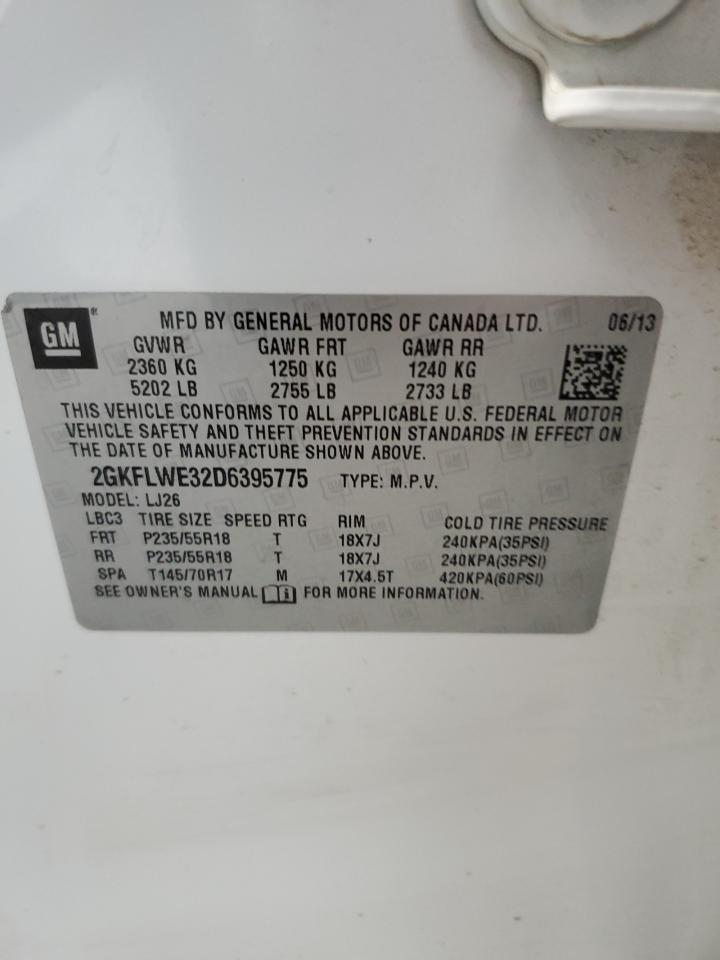 GM ® MFD BY GENERAL MOTORS OF CANADA LTD. 06/13
GVWR GAWR FRT GAWR RR
2360 KG 1250 KG 1240 KG
5202 LB 2755 LB 2733 LB
THIS VEHICLE CONFORMS TO ALL APPLICABLE U.S. FEDERAL MOTOR
VEHICLE SAFETY AND THEFT PREVENTION STANDARDS IN EFFECT ON
THE DATE OF MANUFACTURE SHOWN ABOVE.
2GKFLWE32D6395775 TYPE: M.P.V.
MODEL: LJ26
LBC3 TIRE SIZE SPEED RTG RIM COLD TIRE PRESSURE
FRT P235/55R18 T 18X7J 240KPA(35PSI)
RR P235/55R18 T 18X7J 240KPA(35PSI)
SPA T145/70R17 M 17X4.5T 420KPA(60PSI)
SEE OWNER'S MANUAL i FOR MORE INFORMATION.